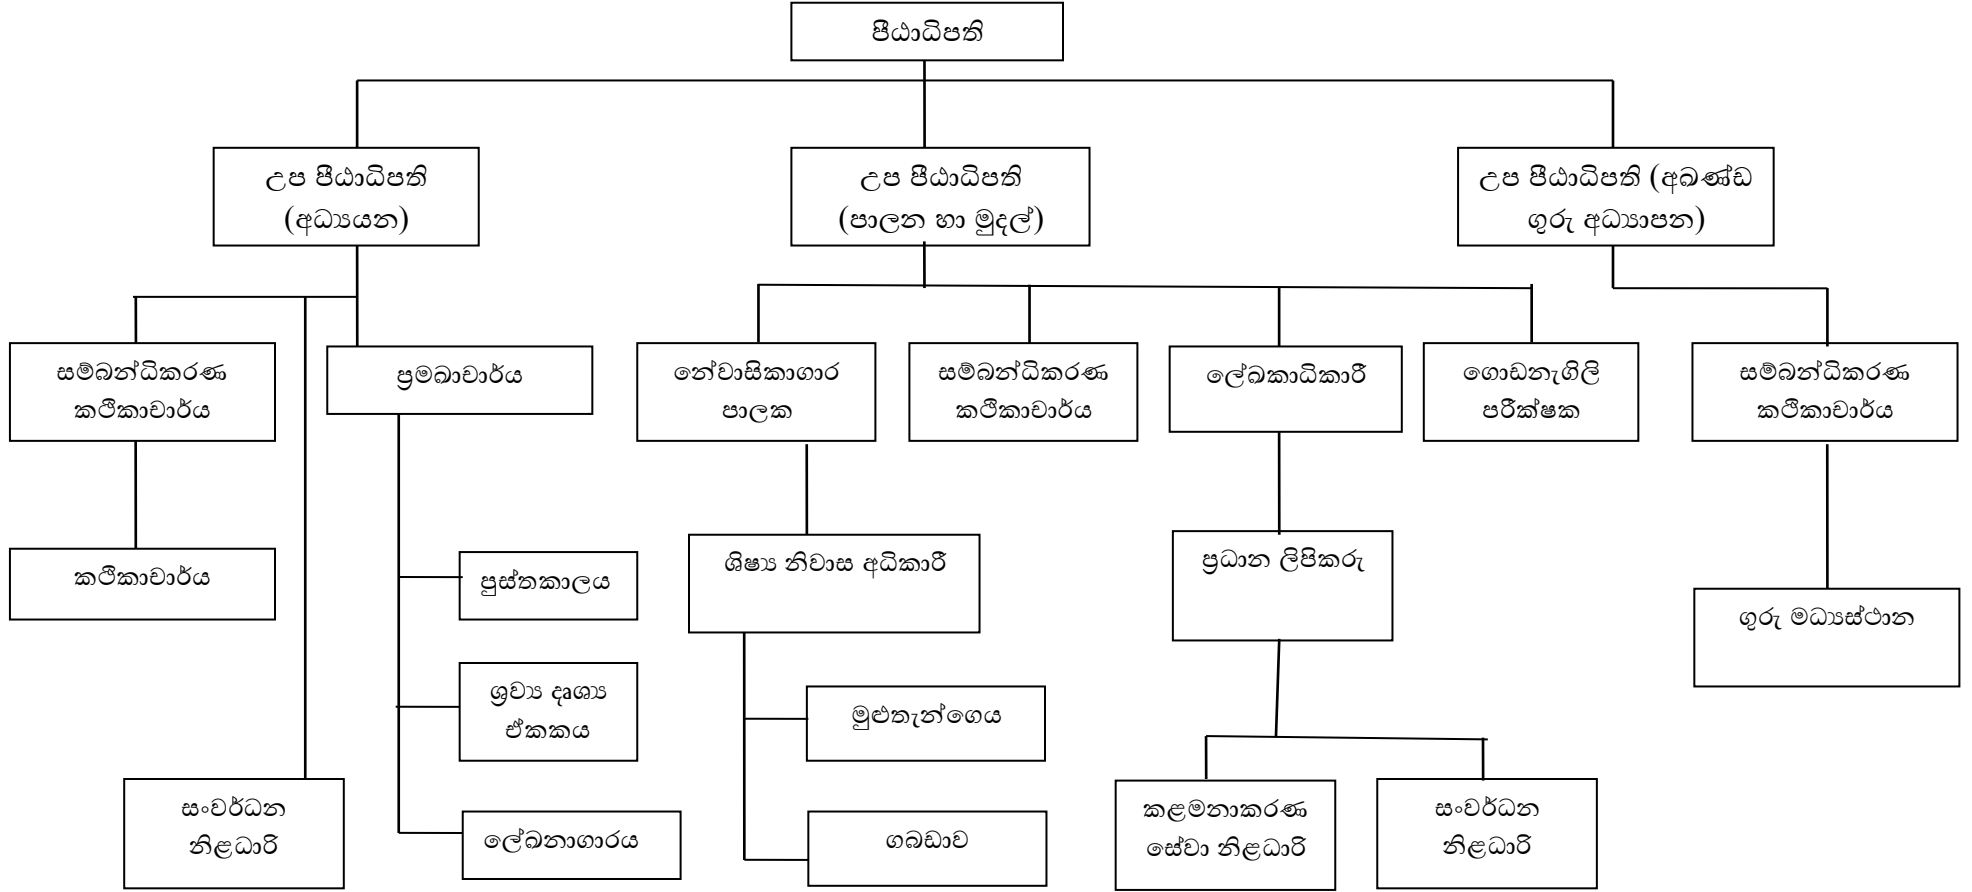 පීඨාධිපති
උප පීඨාධිපති
(අධ්‍යයන)
උප පීඨාධිපති
(පාලන හා මුදල්)
උප පීඨාධිපති (අඛණ්ඩ
ගුරු අධ්‍යාපන)
සම්බන්ධිකරණ
කථිකාචාර්ය
ප්‍රමඛාචාර්ය
නේවාසිකාගාර
පාලක
සම්බන්ධිකරණ
කථිකාචාර්ය
ලේඛකාධිකාරී
ගොඩනැගිලි
පරීක්ෂක
සම්බන්ධිකරණ
කථිකාචාර්ය
කථිකාචාර්ය
පුස්තකාලය
ශිෂ්‍ය නිවාස අධිකාරී
ප්‍රධාන ලිපිකරු
ගුරු මධ්‍යස්ථාන
ශ්‍රව්‍ය දෘශ්‍ය
ඒකකය
මුළුතැන්ගෙය
සංවර්ධන
නිළධාරි
ලේඛනාගාරය
ගබඩාව
කළමනාකරණ
සේවා නිළධාරි
සංවර්ධන
නිළධාරි